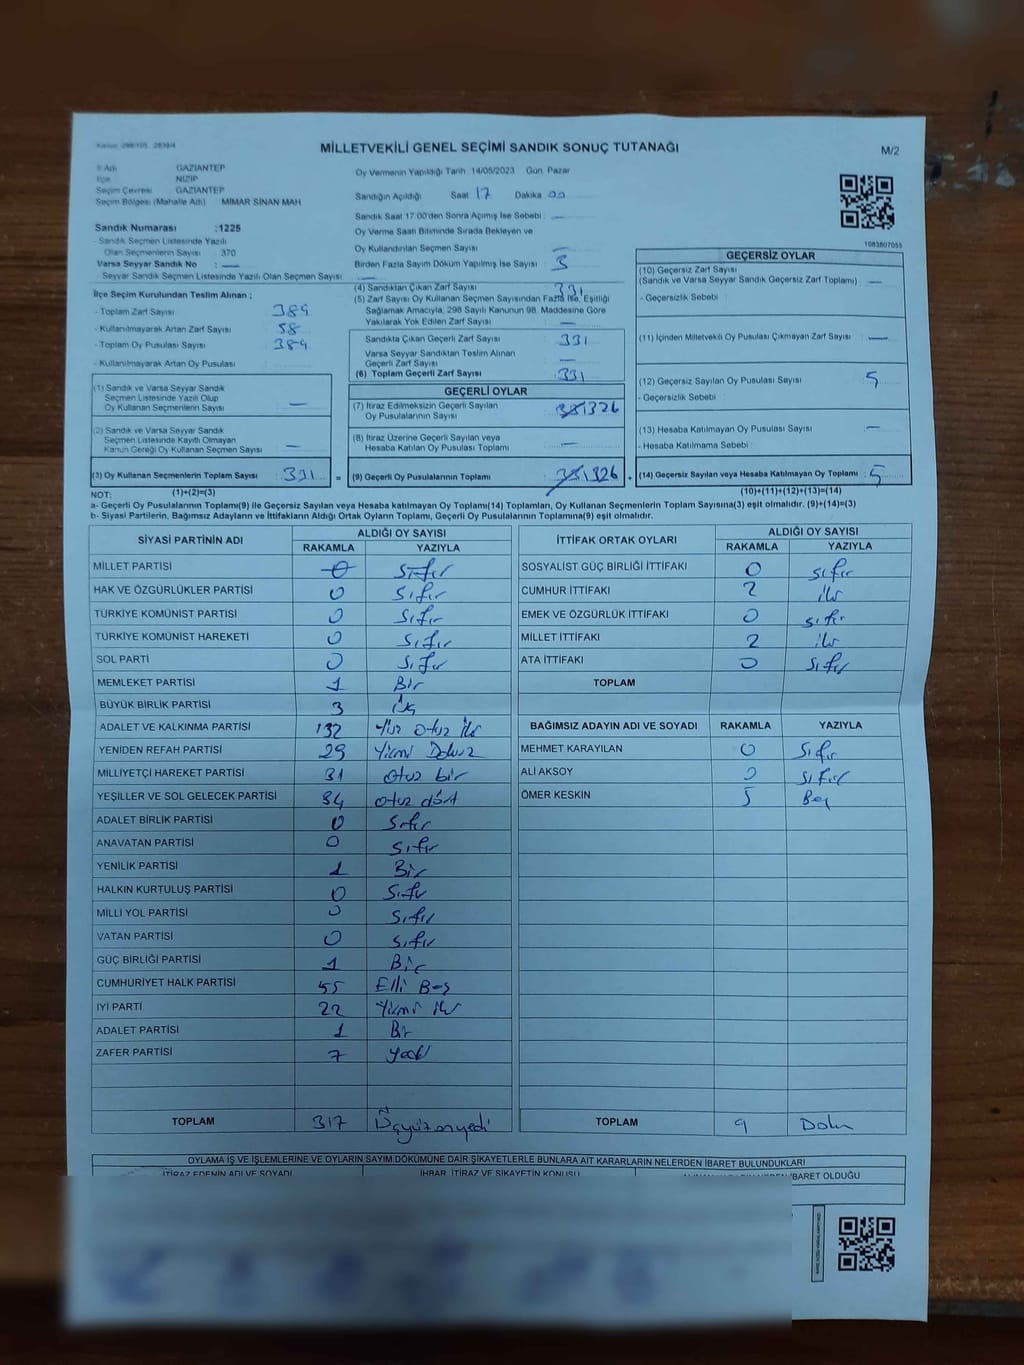 Kanun: 298/105 2839/4
MİLLETVEKİLİ GENEL SEÇİMİ SANDIK SONUÇ TUTANAĞI
M/2
İl Adı GAZİANTEP
İlçe NİZİP
Seçim Çevresi GAZİANTEP
Seçim Bölgesi (Mahalle Adı) MİMAR SİNAN MAH
Sandık Numarası :1225
- Sandık Seçmen Listesinde Yazılı
Olan Seçmenlerin Sayısı 370
Varsa Seyyar Sandık No :
- Seyyar Sandık Seçmen Listesinde Yazılı Olan Seçmen Sayısı :
Oy Vermenin Yapıldığı Tarih 14/05/2023 Gün Pazar
Sandığın Açıldığı Saat 17 Dakika 00
Sandık Saat 17:00'den Sonra Açımış İse Sebebi :
Oy Verme Saati Bitiminde Sırada Bekleyen ve
Oy Kullandırılan Seçmen Sayısı :
Birden Fazla Sayım Döküm Yapılmış İse Sayısı : 3
1083807055
İlçe Seçim Kurulundan Teslim Alınan :
- Toplam Zarf Sayısı 389
- Kullanılmayarak Artan Zarf Sayısı 58
- Toplam Oy Pusulası Sayısı 389
- Kullanılmayarak Artan Oy Pusulası
(1) Sandık ve Varsa Seyyar Sandık
Seçmen Listesinde Yazılı Olup
Oy Kullanan Seçmenlerin Sayısı —
(2) Sandık ve Varsa Seyyar Sandık
Seçmen Listesinde Kayıtlı Olmayan
Kanun Gereği Oy Kullanan Seçmen Sayısı —
(3) Oy Kullanan Seçmenlerin Toplam Sayısı : 331
(1)+(2)=(3)
(4) Sandıktan Çıkan Zarf Sayısı : 331
(5) Zarf Sayısı Oy Kullanan Seçmen Sayısından Fazla İse, Eşitliği
Sağlamak Amacıyla, 298 Sayılı Kanunun 98. Maddesine Göre
Yakılarak Yok Edilen Zarf Sayısı : —
Sandıkta Çıkan Geçerli Zarf Sayısı : 331
Varsa Seyyar Sandıktan Teslim Alınan
Geçerli Zarf Sayısı : —
(6) Toplam Geçerli Zarf Sayısı : 331
GEÇERLİ OYLAR
(7) İtiraz Edilmeksizin Geçerli Sayılan
Oy Pusulalarının Sayısı : 331 326
(8) İtiraz Üzerine Geçerli Sayılan veya
Hesaba Katılan Oy Pusulası Toplamı : —
= (9) Geçerli Oy Pusulalarının Toplamı : 331 326
GEÇERSİZ OYLAR
(10) Geçersiz Zarf Sayısı
(Sandık ve Varsa Seyyar Sandık Geçersiz Zarf Toplamı) : —
- Geçersizlik Sebebi :
(11) İçinden Milletvekili Oy Pusulası Çıkmayan Zarf Sayısı : —
(12) Geçersiz Sayılan Oy Pusulası Sayısı : 5
- Geçersizlik Sebebi :
(13) Hesaba Katılmayan Oy Pusulası Sayısı : —
- Hesaba Katılmama Sebebi :
+ (14) Geçersiz Sayılan veya Hesaba Katılmayan Oy Toplamı : 5
(10)+(11)+(12)+(13)=(14)
NOT:
a- Geçerli Oy Pusulalarının Toplamı(9) ile Geçersiz Sayılan veya Hesaba katılmayan Oy Toplamı(14) Toplamları, Oy Kullanan Seçmenlerin Toplam Sayısına(3) eşit olmalıdır. (9)+(14)=(3)
b- Siyasi Partilerin, Bağımsız Adayların ve İttifakların Aldığı Ortak Oyların Toplamı, Geçerli Oy Pusulalarının Toplamına(9) eşit olmalıdır.
SİYASİ PARTİNİN ADI ALDIĞI OY SAYISI
RAKAMLA YAZIYLA
MİLLET PARTİSİ 0 Sıfır
HAK VE ÖZGÜRLÜKLER PARTİSİ 0 Sıfır
TÜRKİYE KOMÜNİST PARTİSİ 0 Sıfır
TÜRKİYE KOMÜNİST HAREKETİ 0 Sıfır
SOL PARTİ 0 Sıfır
MEMLEKET PARTİSİ 1 Bir
BÜYÜK BİRLİK PARTİSİ 3 Üç
ADALET VE KALKINMA PARTİSİ 132 Yüz otuz iki
YENİDEN REFAH PARTİSİ 29 Yirmi Dokuz
MİLLİYETÇİ HAREKET PARTİSİ 31 Otuz bir
YEŞİLLER VE SOL GELECEK PARTİSİ 34 otuz dört
ADALET BİRLİK PARTİSİ 0 Sıfır
ANAVATAN PARTİSİ 0 Sıfır
YENİLİK PARTİSİ 1 Bir
HALKIN KURTULUŞ PARTİSİ 0 Sıfır
MİLLİ YOL PARTİSİ 0 Sıfır
VATAN PARTİSİ 0 Sıfır
GÜÇ BİRLİĞİ PARTİSİ 1 Bir
CUMHURİYET HALK PARTİSİ 55 Elli Beş
İYİ PARTİ 22 Yirmi iki
ADALET PARTİSİ 1 Bir
ZAFER PARTİSİ 7 yedi
TOPLAM 317 Üçyüz onyedi
İTTİFAK ORTAK OYLARI ALDIĞI OY SAYISI
RAKAMLA YAZIYLA
SOSYALİST GÜÇ BİRLİĞİ İTTİFAKI 0 sıfır
CUMHUR İTTİFAKI 2 iki
EMEK VE ÖZGÜRLÜK İTTİFAKI 0 sıfır
MİLLET İTTİFAKI 2 iki
ATA İTTİFAKI 0 Sıfır
TOPLAM
BAĞIMSIZ ADAYIN ADI VE SOYADI RAKAMLA YAZIYLA
MEHMET KARAYILAN 0 Sıfır
ALİ AKSOY 0 Sıfır
ÖMER KESKİN 5 Beş
TOPLAM 9 Dokuz
OYLAMA İŞ VE İŞLEMLERİNE VE OYLARIN SAYIM DÖKÜMÜNE DAİR ŞİKAYETLERLE BUNLARA AİT KARARLARIN NELERDEN İBARET BULUNDUKLARI
İTİRAZ EDENİN ADI VE SOYADI İHBAR, İTİRAZ VE ŞİKAYETİN KONUSU
İBARET OLDUĞU